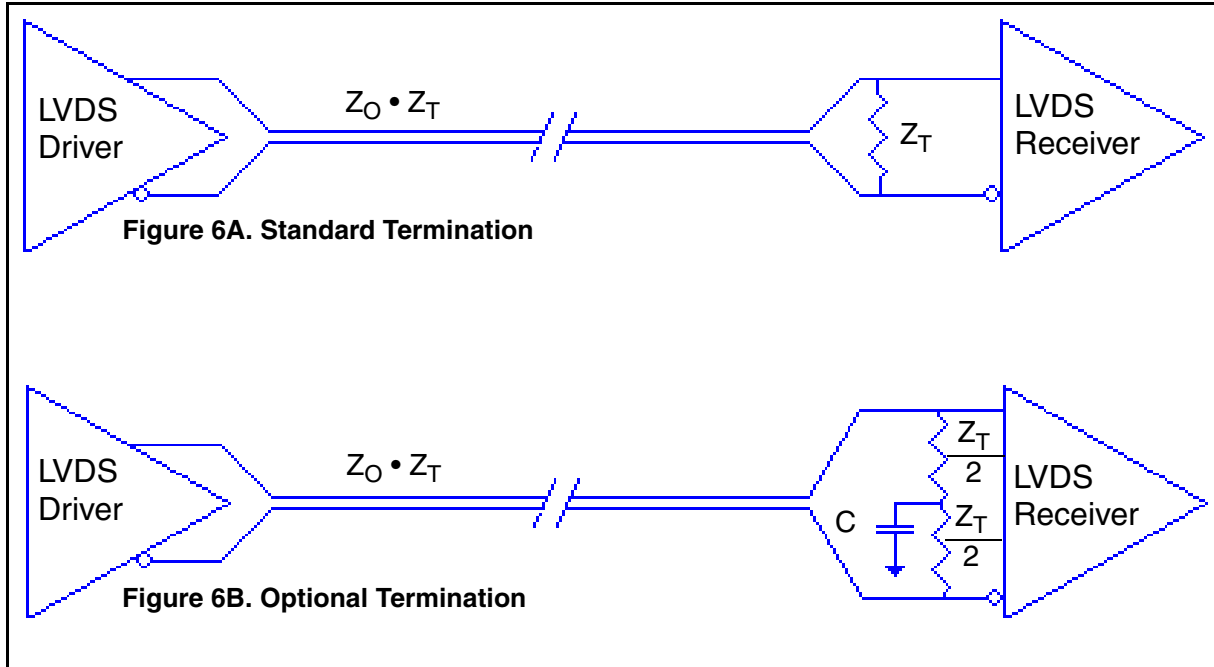 LVDS
Driver
Z_O • Z_T
Z_T
LVDS
Receiver
Figure 6A. Standard Termination
LVDS
Driver
Z_O • Z_T
C
Z_T
2
Z_T
2
LVDS
Receiver
Figure 6B. Optional Termination